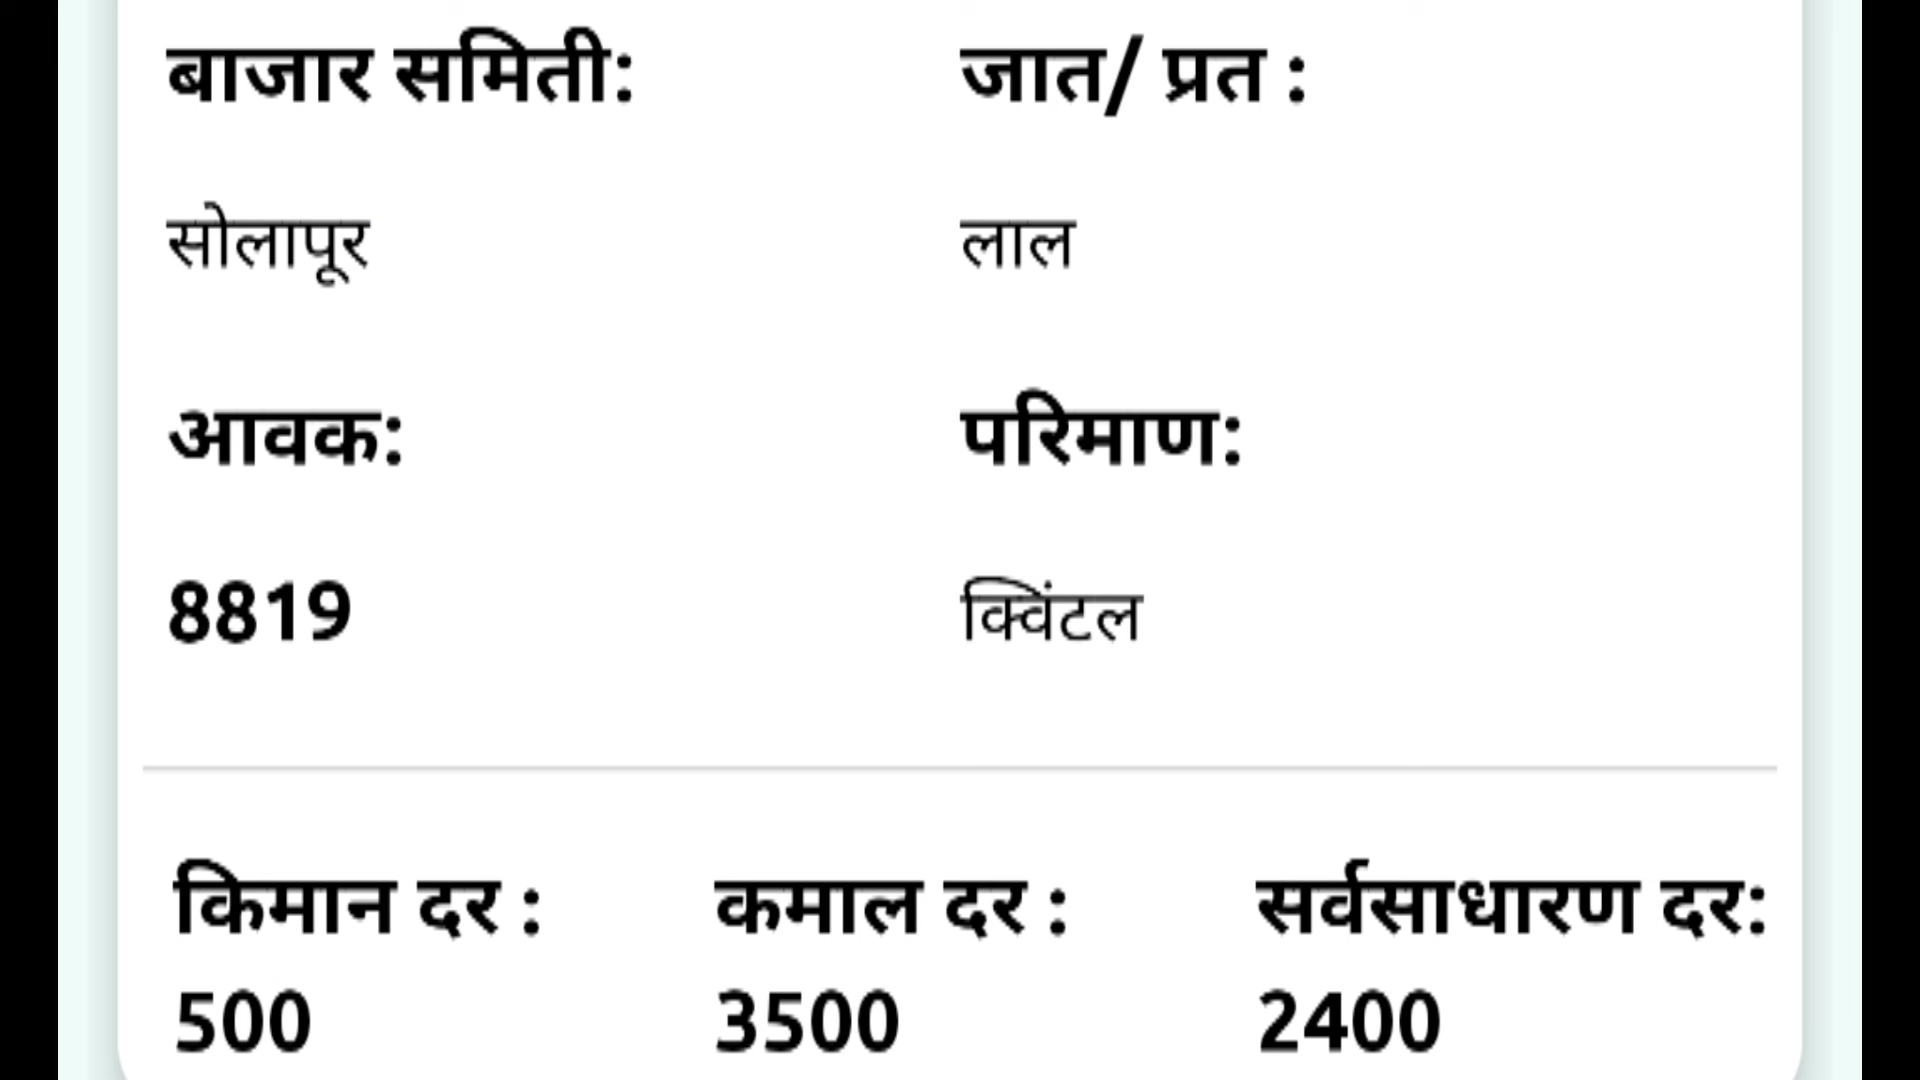 बाजार समिती: जात/ प्रत :
सोलापूर लाल
आवक: परिमाण:
8819 क्विंटल
किमान दर : कमाल दर : सर्वसाधारण दर:
500 3500 2400